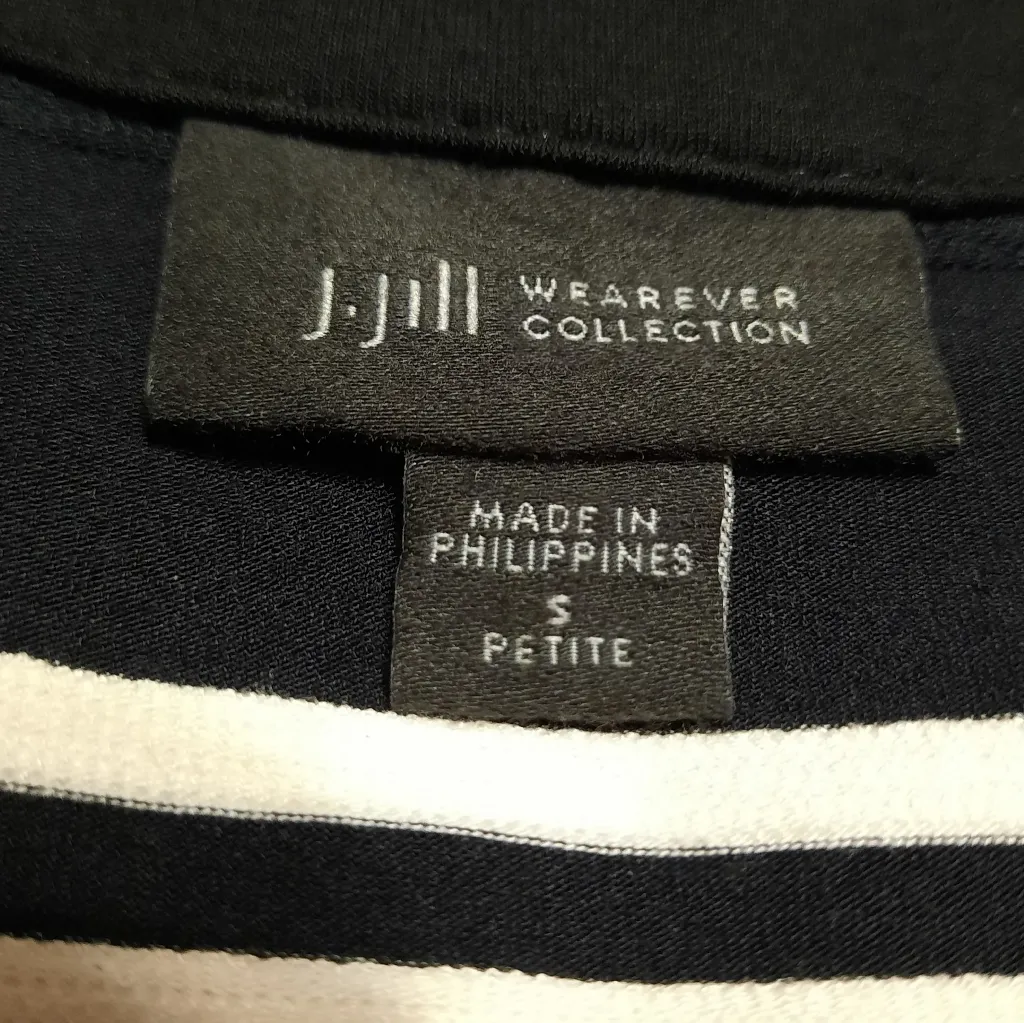 J.Jill WEAREVER
COLLECTION
MADE IN
PHILIPPINES
S
PETITE